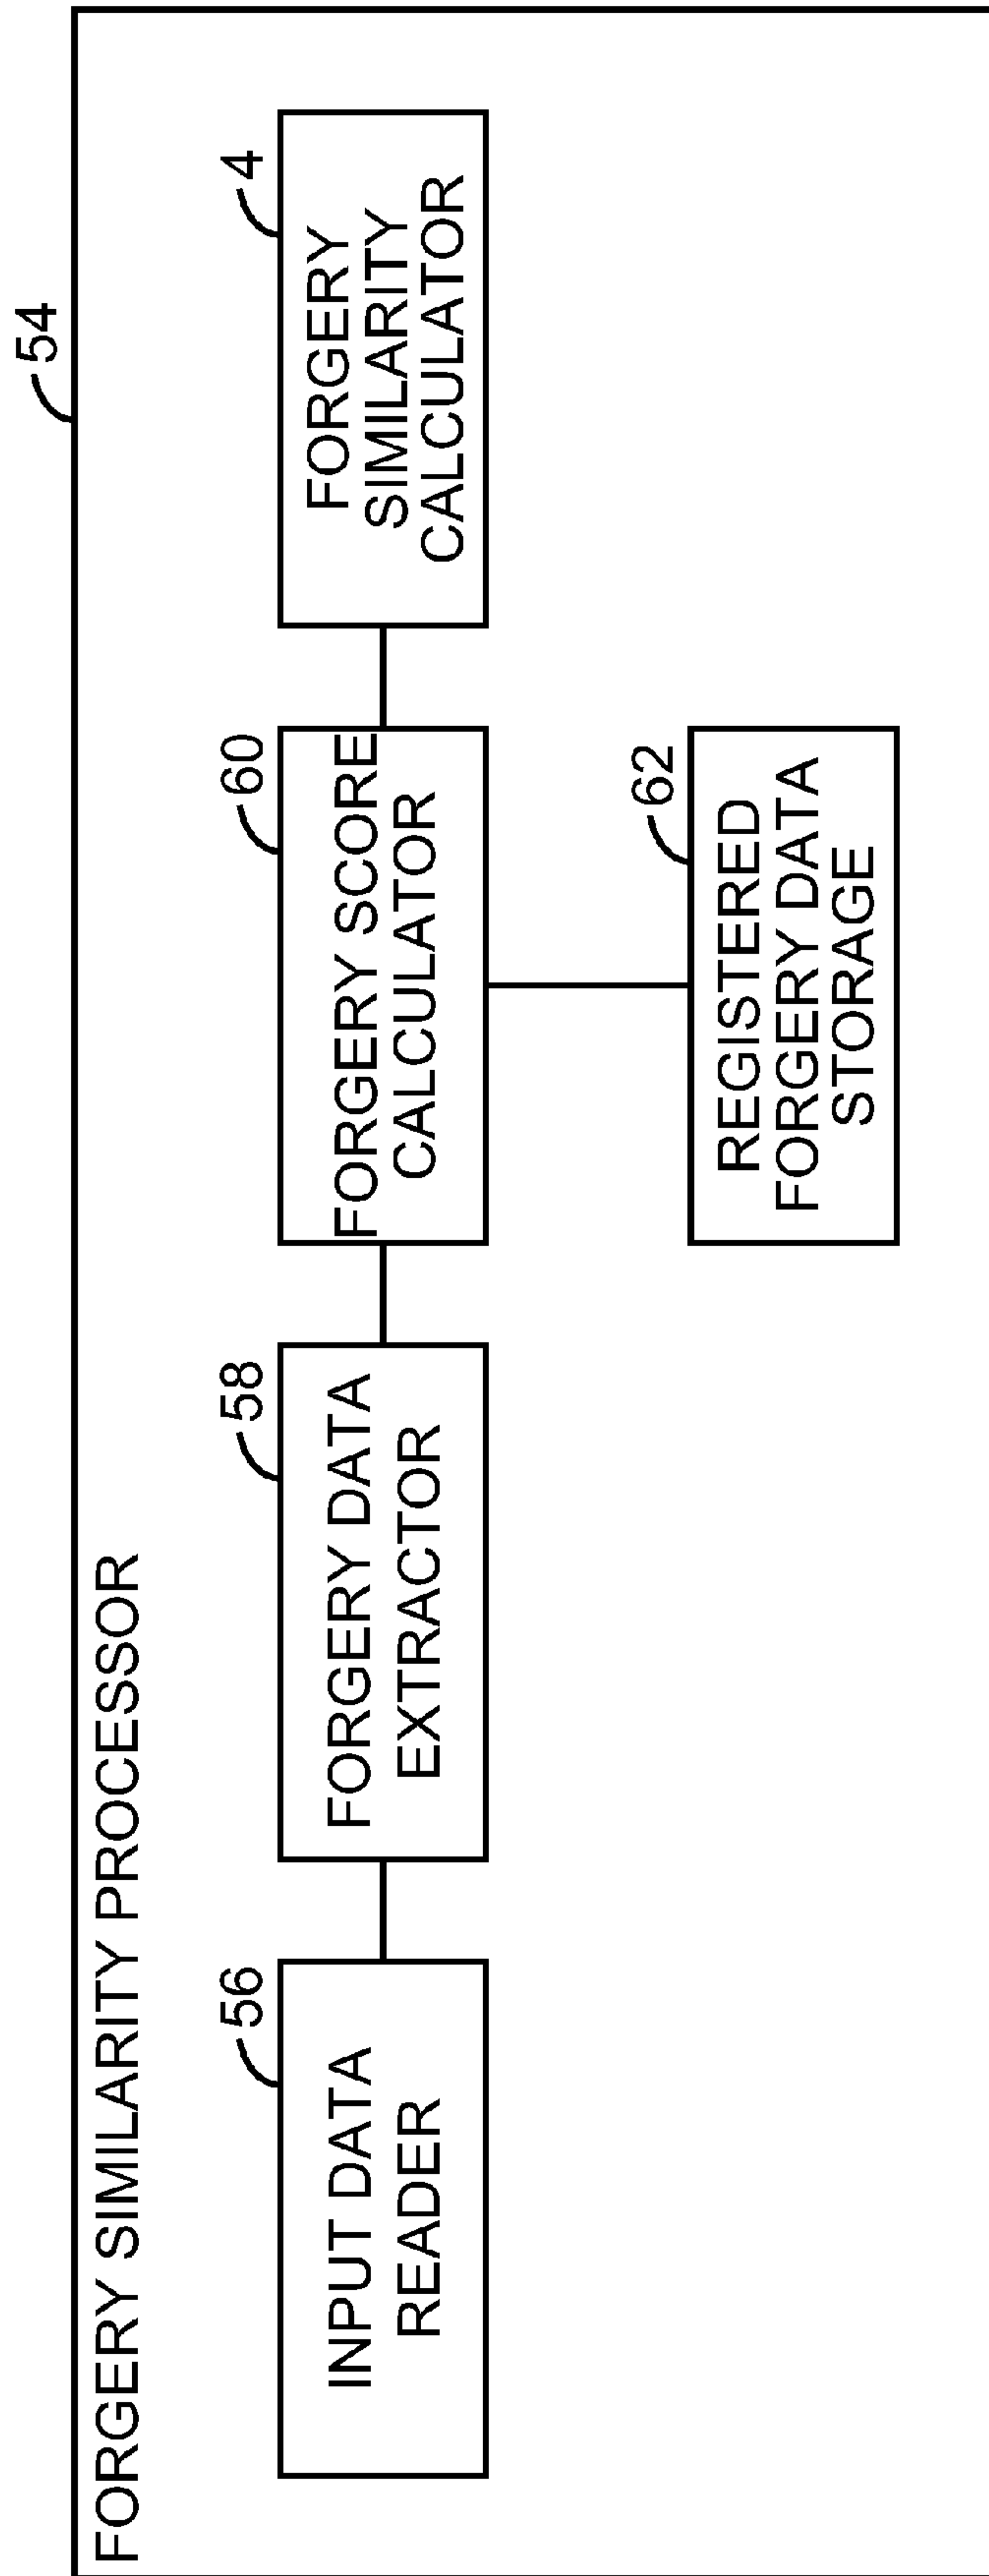 54
FORGERY SIMILARITY PROCESSOR
56
INPUT DATA
READER
58
FORGERY DATA
EXTRACTOR
60
FORGERY SCORE
CALCULATOR
4
FORGERY
SIMILARITY
CALCULATOR
62
REGISTERED
FORGERY DATA
STORAGE